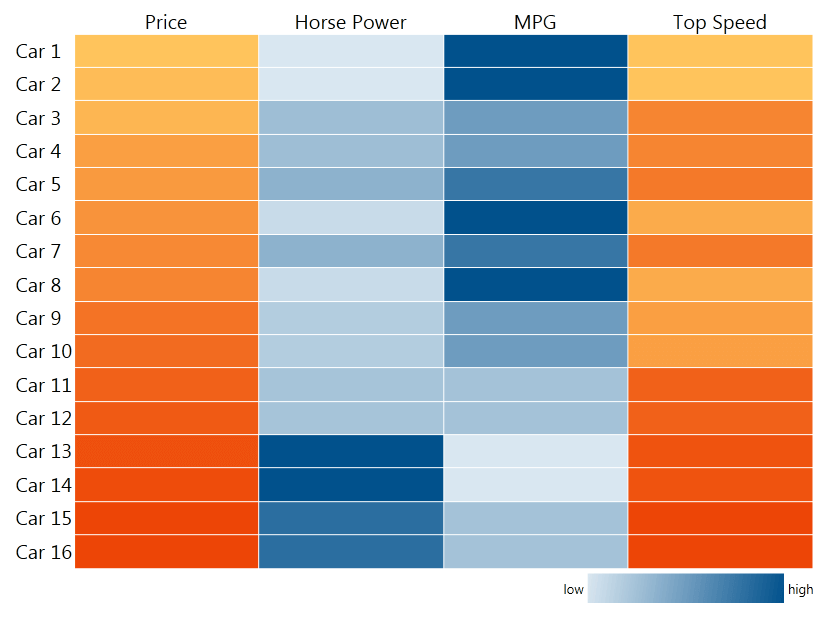 Price Horse Power MPG Top Speed
Car 1
Car 2
Car 3
Car 4
Car 5
Car 6
Car 7
Car 8
Car 9
Car 10
Car 11
Car 12
Car 13
Car 14
Car 15
Car 16
low high